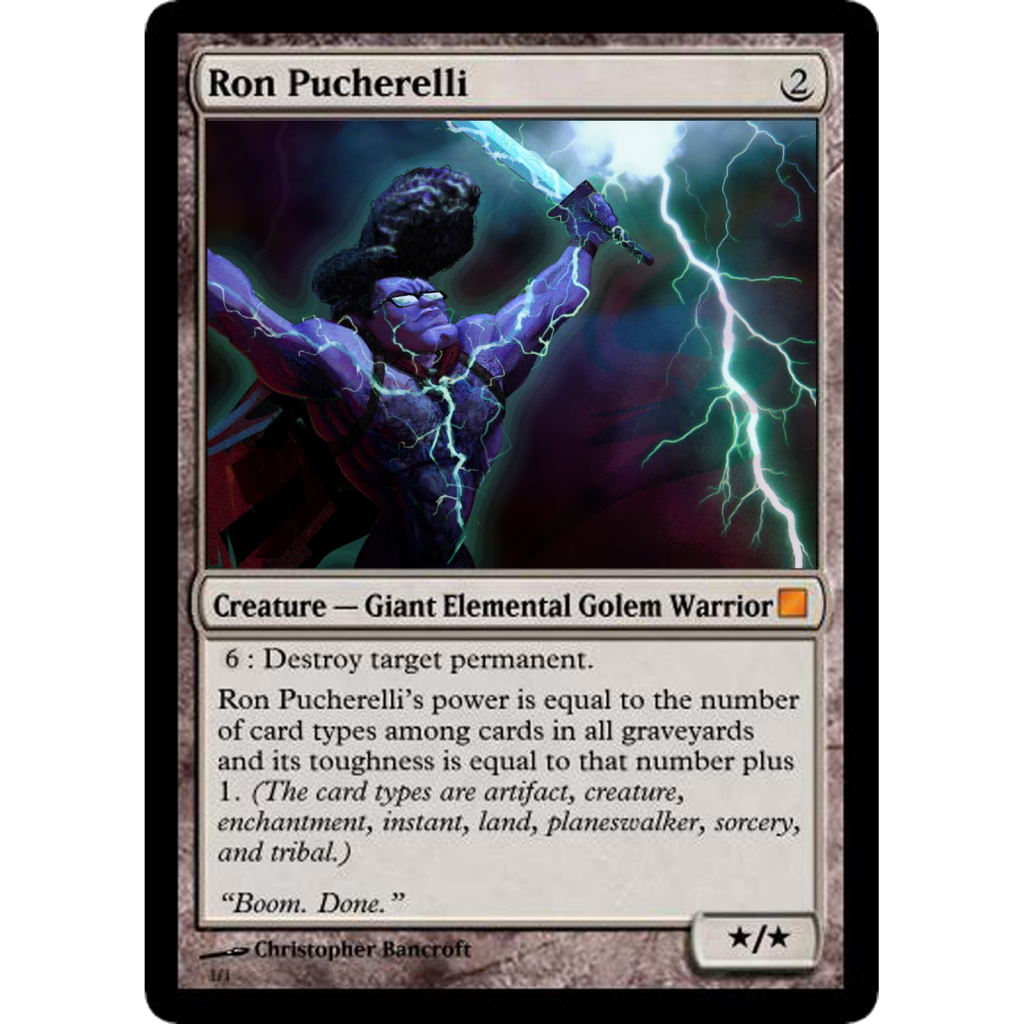 Ron Pucherelli 2
Creature — Giant Elemental Golem Warrior
6 : Destroy target permanent.
Ron Pucherelli's power is equal to the number
of card types among cards in all graveyards
and its toughness is equal to that number plus
1. (The card types are artifact, creature,
enchantment, instant, land, planeswalker, sorcery,
and tribal.)
“Boom. Done.”
★/★
Christopher Bancroft
1/1